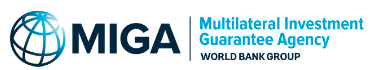 MIGA
Multilateral Investment
Guarantee Agency
WORLD BANK GROUP